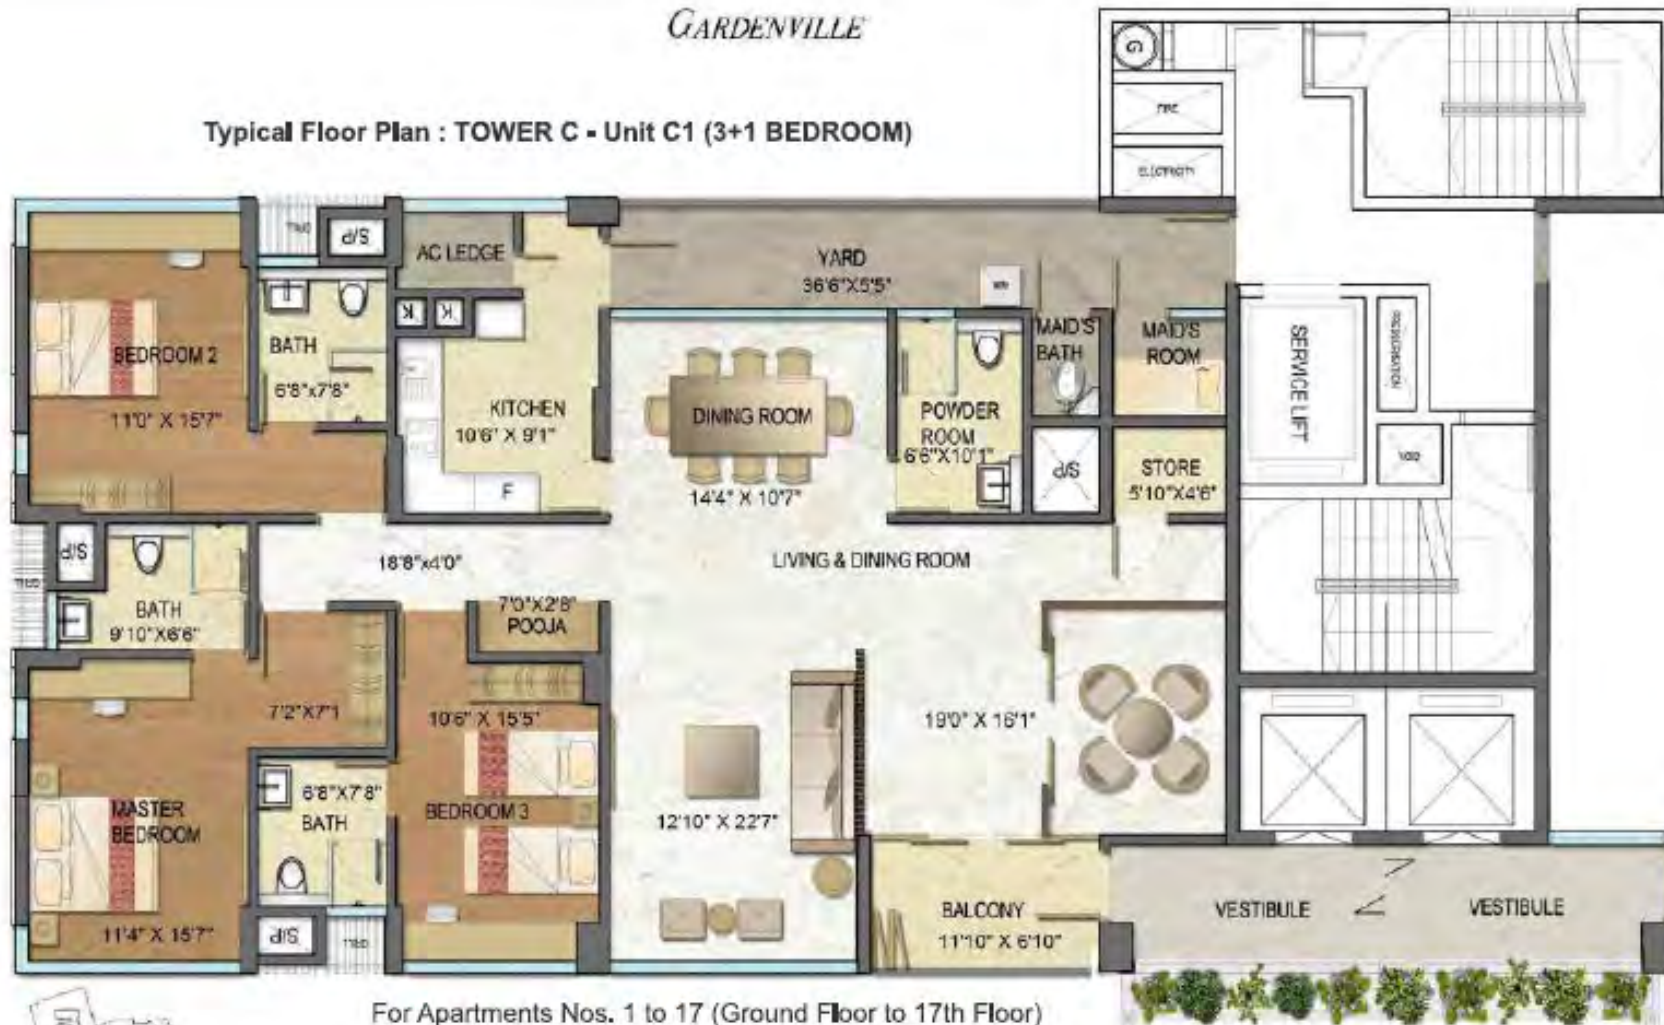 GARDENVILLE
Typical Floor Plan : TOWER C - Unit C1 (3+1 BEDROOM)
G
FIRE
ELECTRICITY
S/P
AC LEDGE
YARD
36'6"X5'5"
K
K
BEDROOM 2
11'0" X 15'7"
BATH
6'8"x7'8"
KITCHEN
10'6" X 9'1"
F
DINING ROOM
14'4" X 10'7"
POWDER
ROOM
6'6"X10'1"
MAID'S
BATH
MAID'S
ROOM
S/P
STORE
5'10"X4'6"
SERVICE LIFT
S/P
BATH
9'10"X6'6"
18'8"x4'0"
LIVING & DINING ROOM
7'0"X2'8"
POOJA
7'2"X7'1
10'6" X 15'5"
19'0" X 16'1"
MASTER
BEDROOM
11'4" X 15'7"
6'8"X7'8"
BATH
BEDROOM 3
12'10" X 22'7"
S/P
BALCONY
11'10" X 6'10"
VESTIBULE
VESTIBULE
For Apartments Nos. 1 to 17 (Ground Floor to 17th Floor)